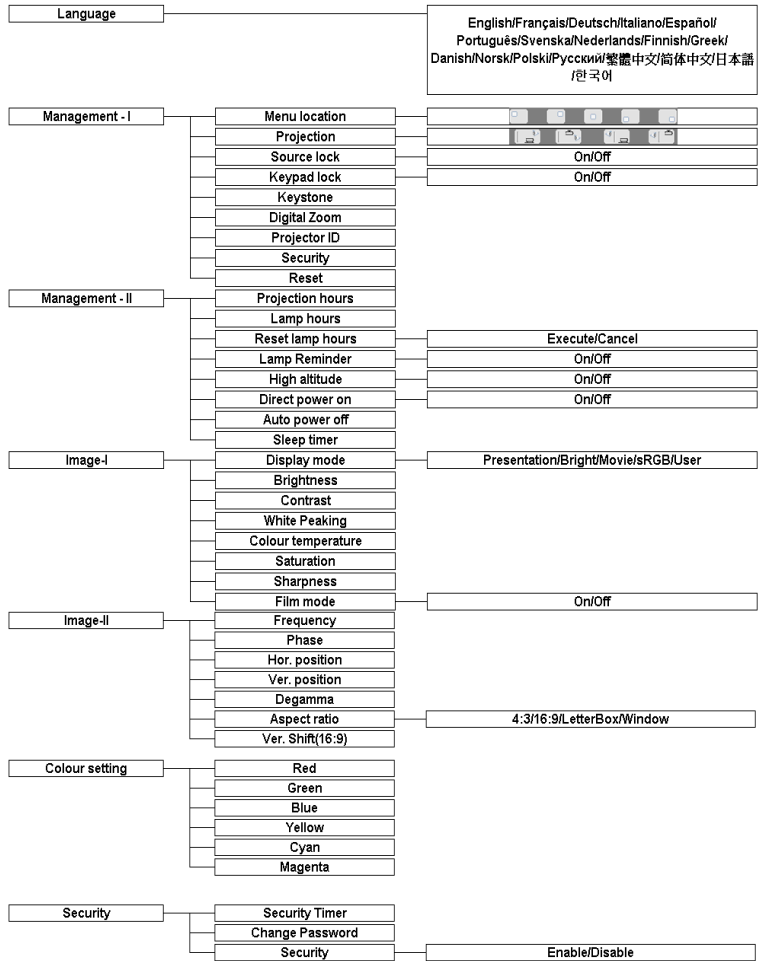 Language
English/Français/Deutsch/Italiano/Español/
Português/Svenska/Nederlands/Finnish/Greek/
Danish/Norsk/Polski/Русский/繁體中文/简体中文/日本語
/한국어
Management - I
Menu location
Projection
Source lock On/Off
Keypad lock On/Off
Keystone
Digital Zoom
Projector ID
Security
Reset
Management - II
Projection hours
Lamp hours
Reset lamp hours Execute/Cancel
Lamp Reminder On/Off
High altitude On/Off
Direct power on On/Off
Auto power off
Sleep timer
Image-I
Display mode Presentation/Bright/Movie/sRGB/User
Brightness
Contrast
White Peaking
Colour temperature
Saturation
Sharpness
Film mode On/Off
Image-II
Frequency
Phase
Hor. position
Ver. position
Degamma
Aspect ratio 4:3/16:9/LetterBox/Window
Ver. Shift(16:9)
Colour setting
Red
Green
Blue
Yellow
Cyan
Magenta
Security
Security Timer
Change Password
Security Enable/Disable